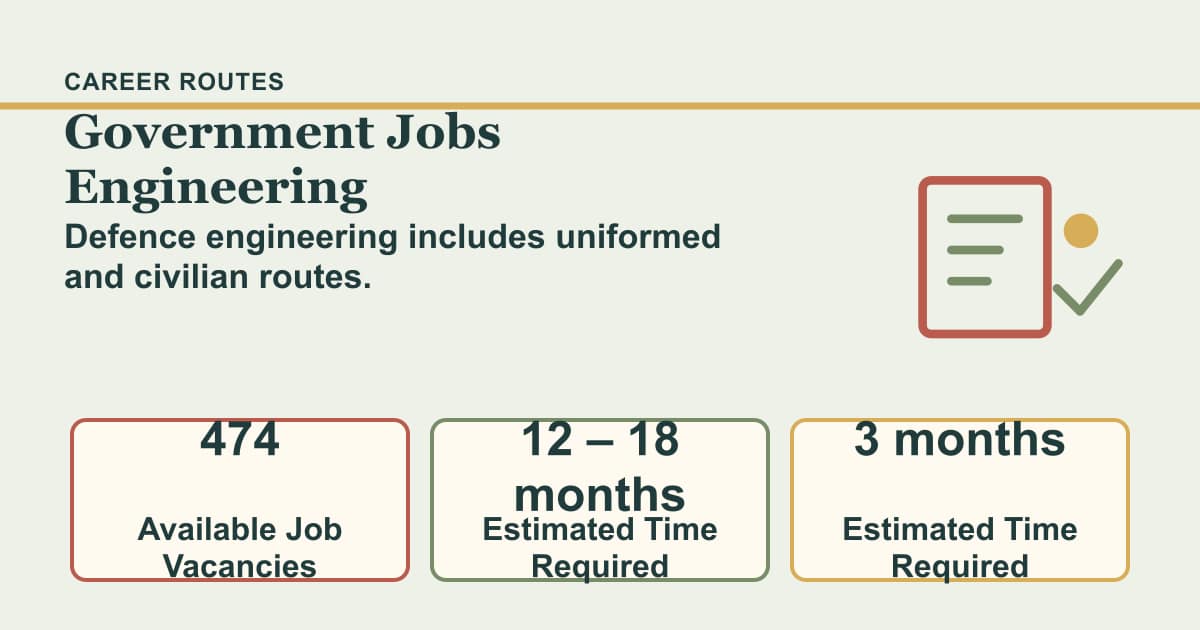 CAREER ROUTES
Government Jobs
Engineering
Defence engineering includes uniformed
and civilian routes.
474
Available Job
Vacancies
12 – 18
months
Estimated Time
Required
3 months
Estimated Time
Required